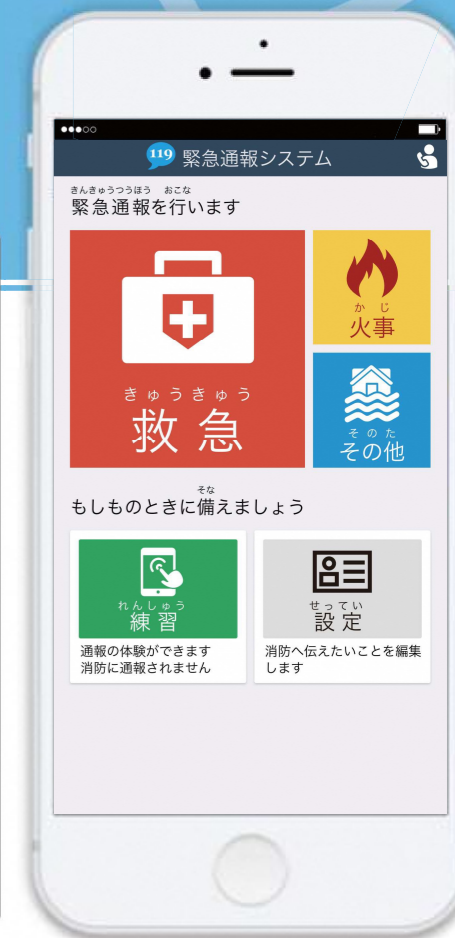 119 緊急通報システム
きんきゅうつうほう おこな
緊急通報を行います
きゅうきゅう
救急
かじ
火事
そのた
その他
そな
もしものときに備えましょう
れんしゅう
練習
通報の体験ができます
消防に通報されません
せってい
設定
消防へ伝えたいことを編集
します